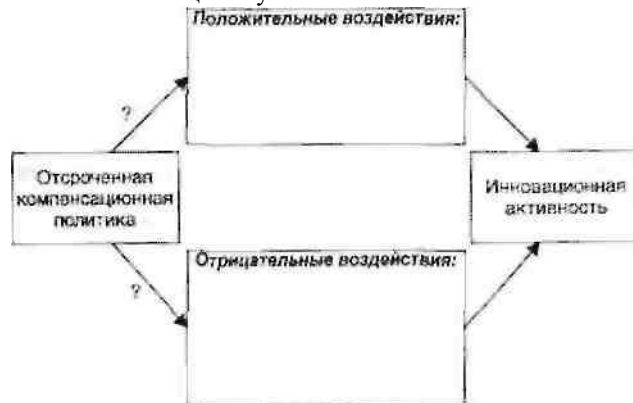 Положительные воздействия:
?
Отсроченная
компенсационная
политика
Инновационная
активность
Отрицательные воздействия:
?